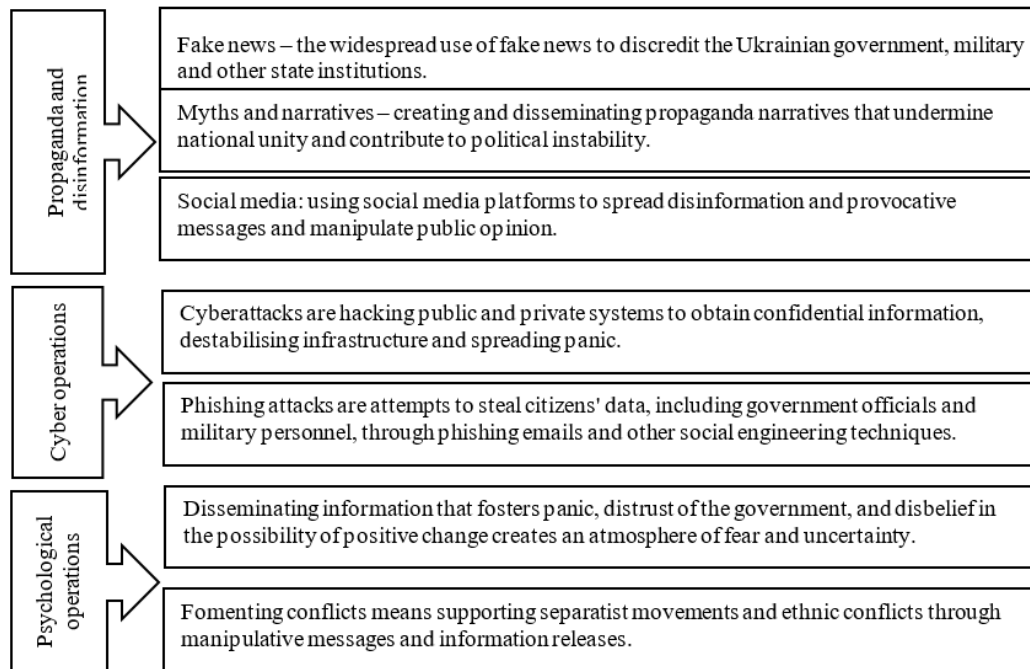 Propaganda and
disinformation
Fake news – the widespread use of fake news to discredit the Ukrainian government, military
and other state institutions.
Myths and narratives – creating and disseminating propaganda narratives that undermine
national unity and contribute to political instability.
Social media: using social media platforms to spread disinformation and provocative
messages and manipulate public opinion.
Cyber operations
Cyberattacks are hacking public and private systems to obtain confidential information,
destabilising infrastructure and spreading panic.
Phishing attacks are attempts to steal citizens' data, including government officials and
military personnel, through phishing emails and other social engineering techniques.
Psychological
operations
Disseminating information that fosters panic, distrust of the government, and disbelief in
the possibility of positive change creates an atmosphere of fear and uncertainty.
Fomenting conflicts means supporting separatist movements and ethnic conflicts through
manipulative messages and information releases.